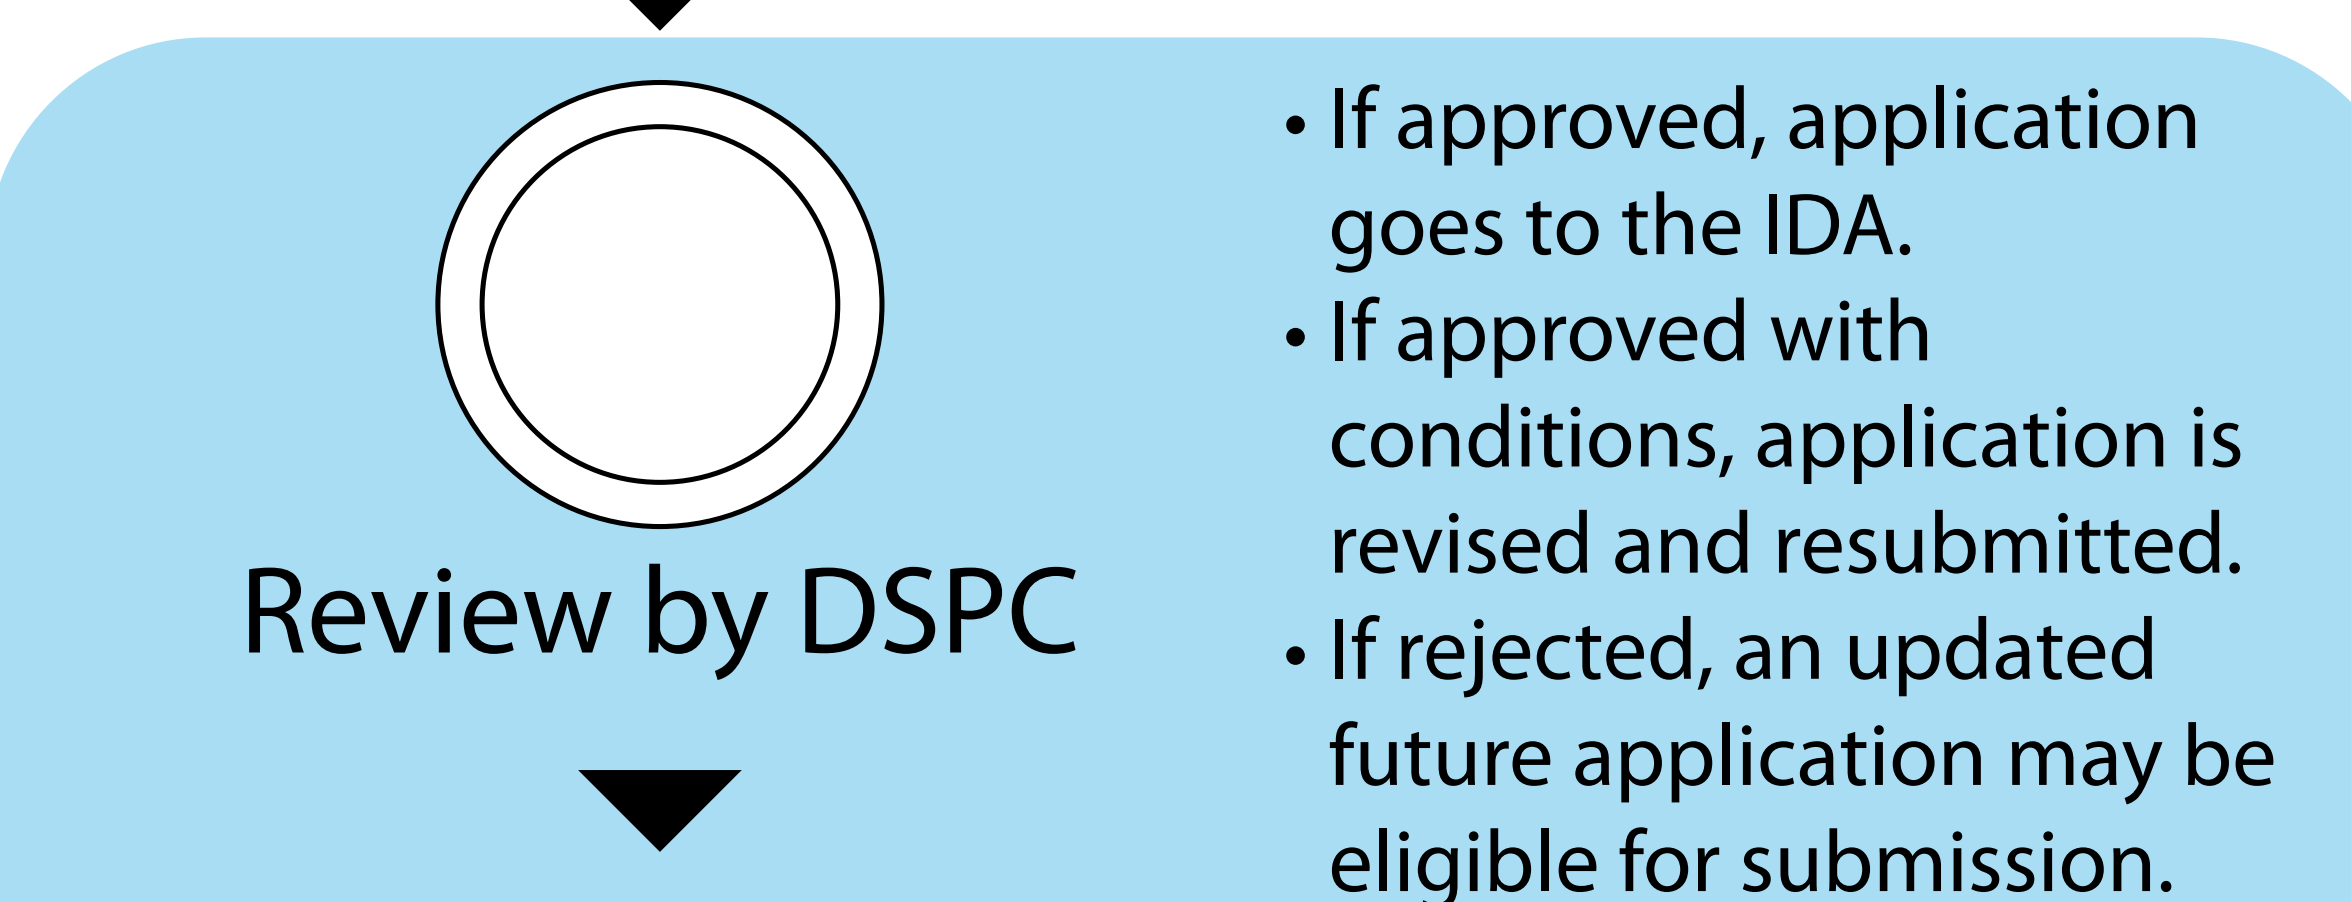 Review by DSPC
• If approved, application
goes to the IDA.
• If approved with
conditions, application is
revised and resubmitted.
• If rejected, an updated
future application may be
eligible for submission.